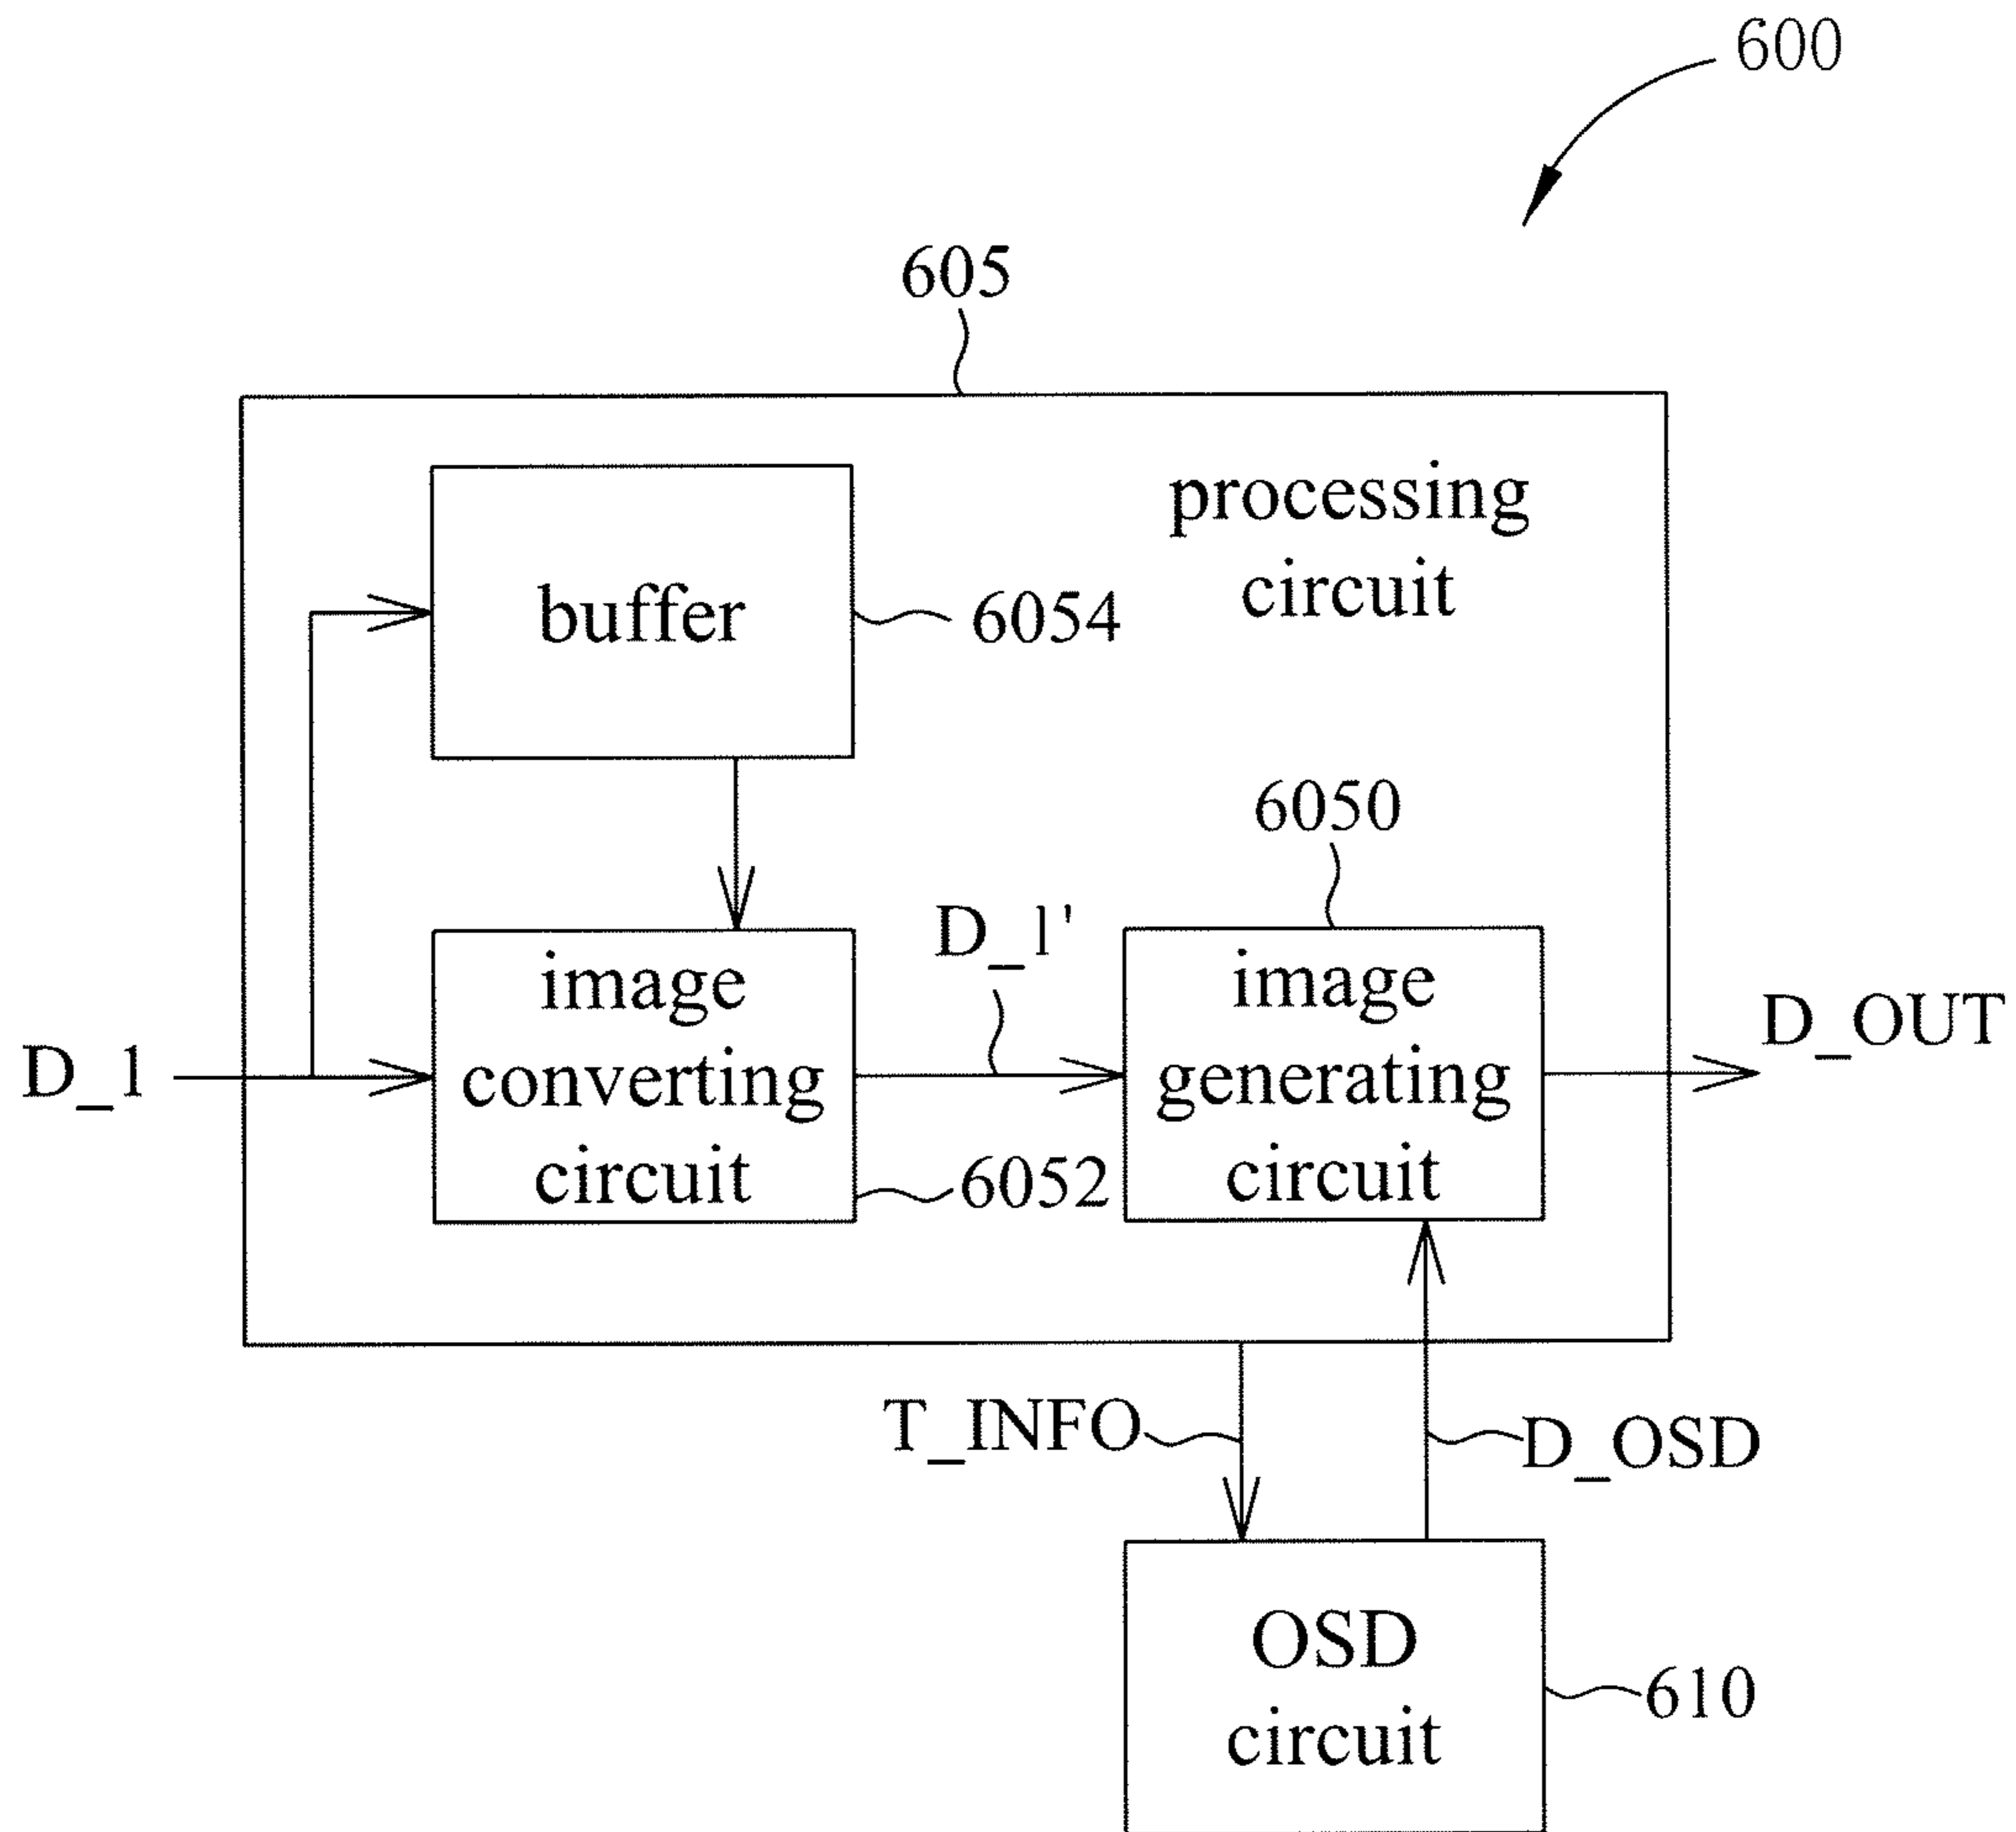 600
605
processing
circuit
buffer
6054
6050
D_1'
image
converting
circuit
6052
image
generating
circuit
D_1
D_OUT
T_INFO
D_OSD
OSD
circuit
610